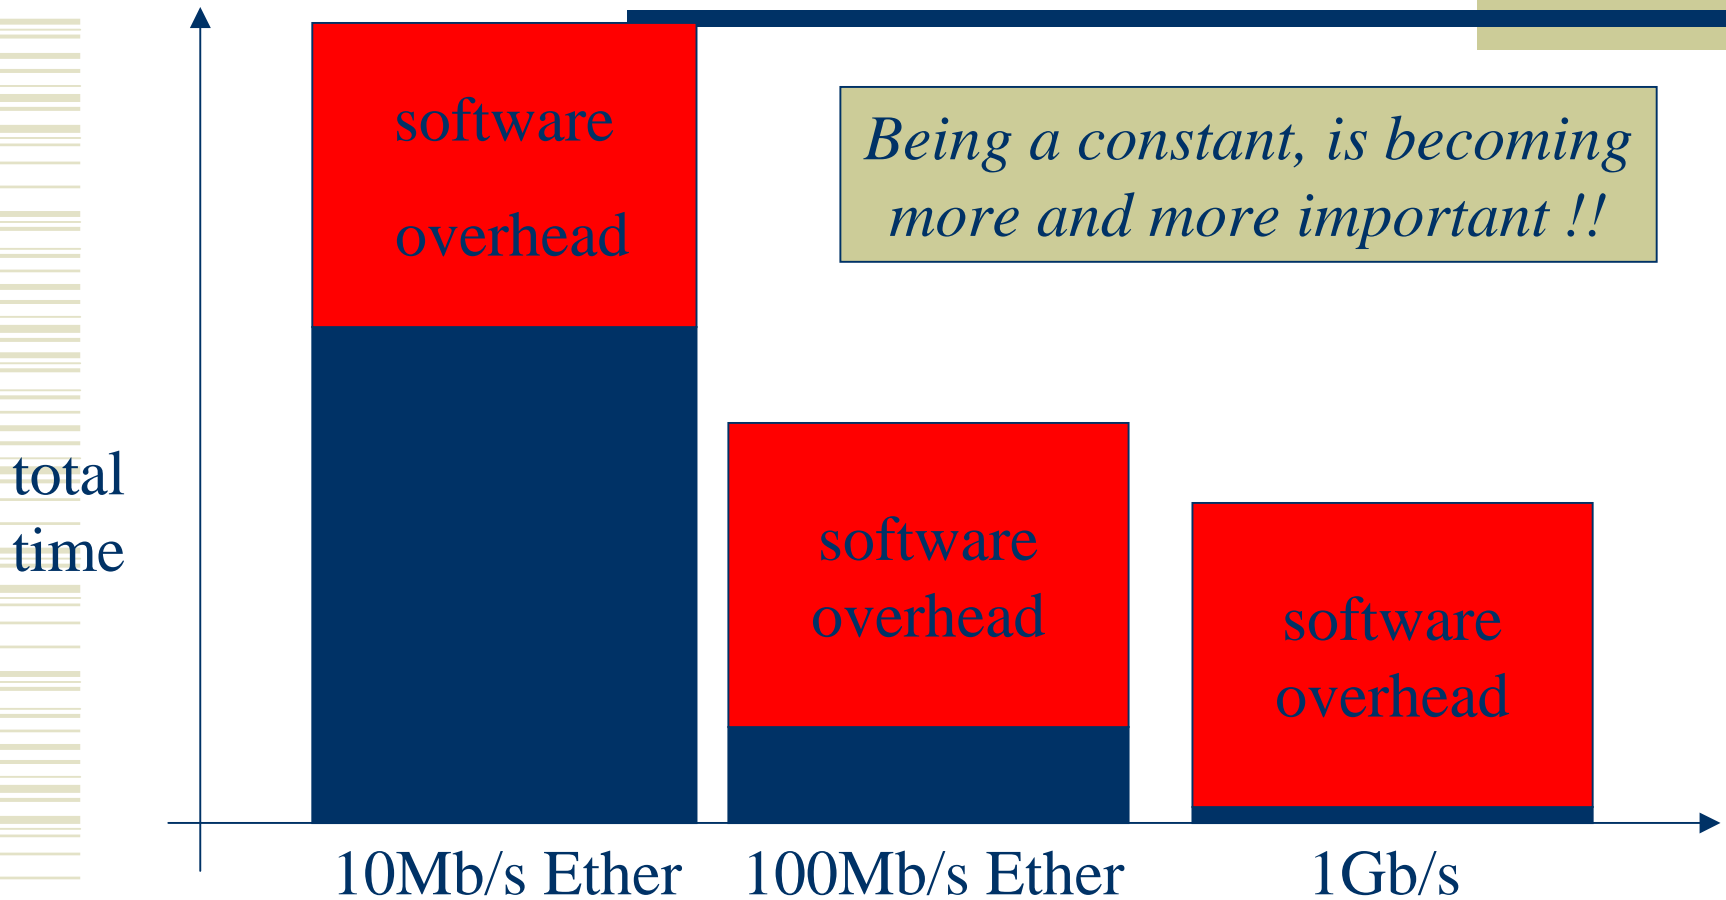 software
overhead
Being a constant, is becoming
more and more important !!
total
time
software
overhead
software
overhead
10Mb/s Ether
100Mb/s Ether
1Gb/s